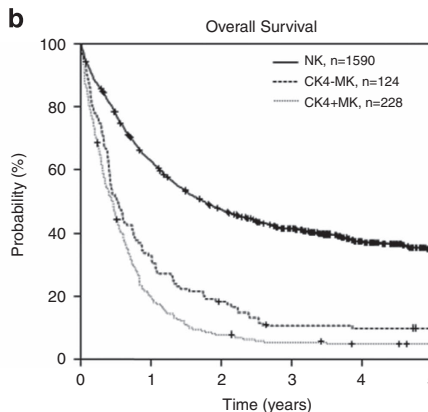 b
Overall Survival
NK, n=1590
CK4-MK, n=124
CK4+MK, n=228
Probability (%)
100
80
60
40
20
0
0 1 2 3 4
Time (years)